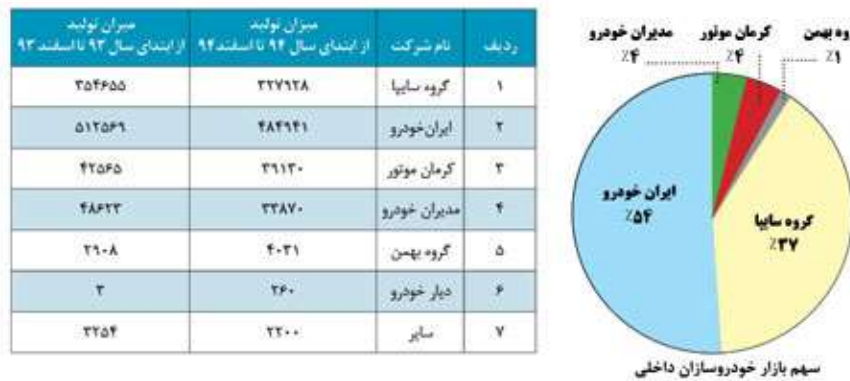 ردیف	نام شرکت	میزان تولید از ابتدای سال ۹۴ تا اسفند ۹۴	میزان تولید از ابتدای سال ۹۳ تا اسفند ۹۳
۱	گروه سایپا	۳۲۷۹۲۸	۳۵۴۶۵۵
۲	ایران‌خودرو	۴۸۴۹۴۱	۵۱۲۵۶۹
۳	کرمان موتور	۳۹۱۳۰	۴۲۵۶۵
۴	مدیران خودرو	۳۳۸۷۰	۴۸۶۲۳
۵	گروه بهمن	۴۰۳۱	۲۹۰۸
۶	دیار خودرو	۲۶۰	۳
۷	سایر	۲۲۰۰	۳۲۵۴
وه بهمن
٪۱
کرمان موتور
٪۴
مدیران خودرو
٪۴
ایران خودرو
٪۵۴
گروه سایپا
٪۳۷
سهم بازار خودروسازان داخلی